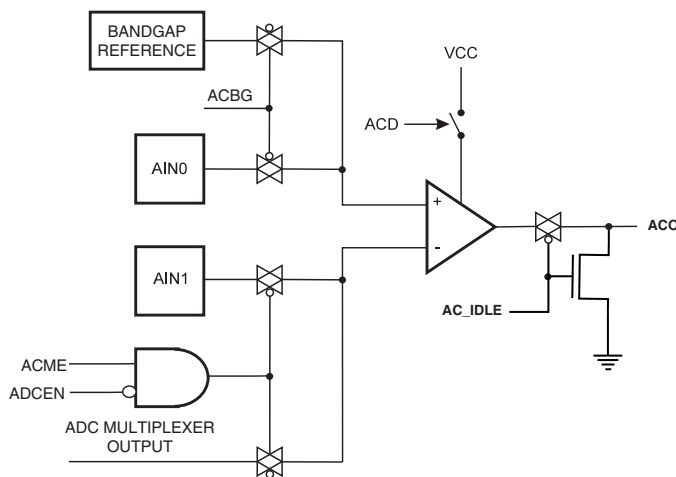 BANDGAP
REFERENCE
VCC
ACBG
ACD
AIN0
+
-
ACO
AIN1
AC_IDLE
ACME
ADCEN
ADC MULTIPLEXER
OUTPUT